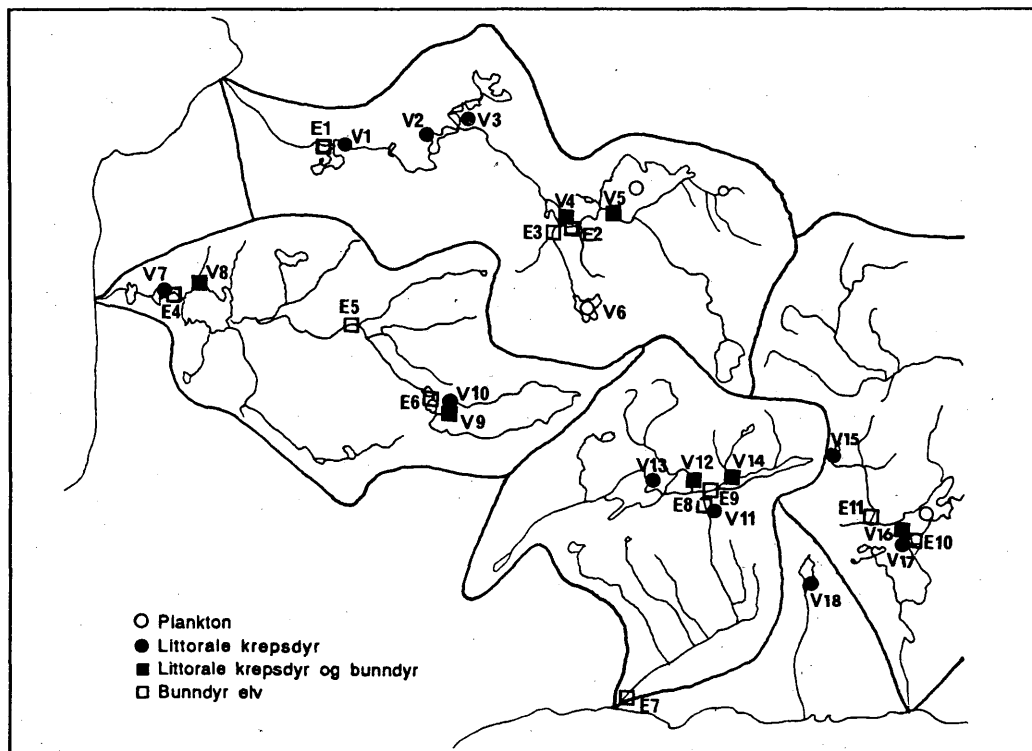 E1
V1
V2
V3
V4
V5
E3
E2
V6
V7
V8
E4
E5
E6
V10
V9
V15
V13
V12
V14
E8
E9
V11
E11
V16
E10
V17
V18
E7
Plankton
Littorale krepsdyr
Littorale krepsdyr og bunndyr
Bunndyr elv